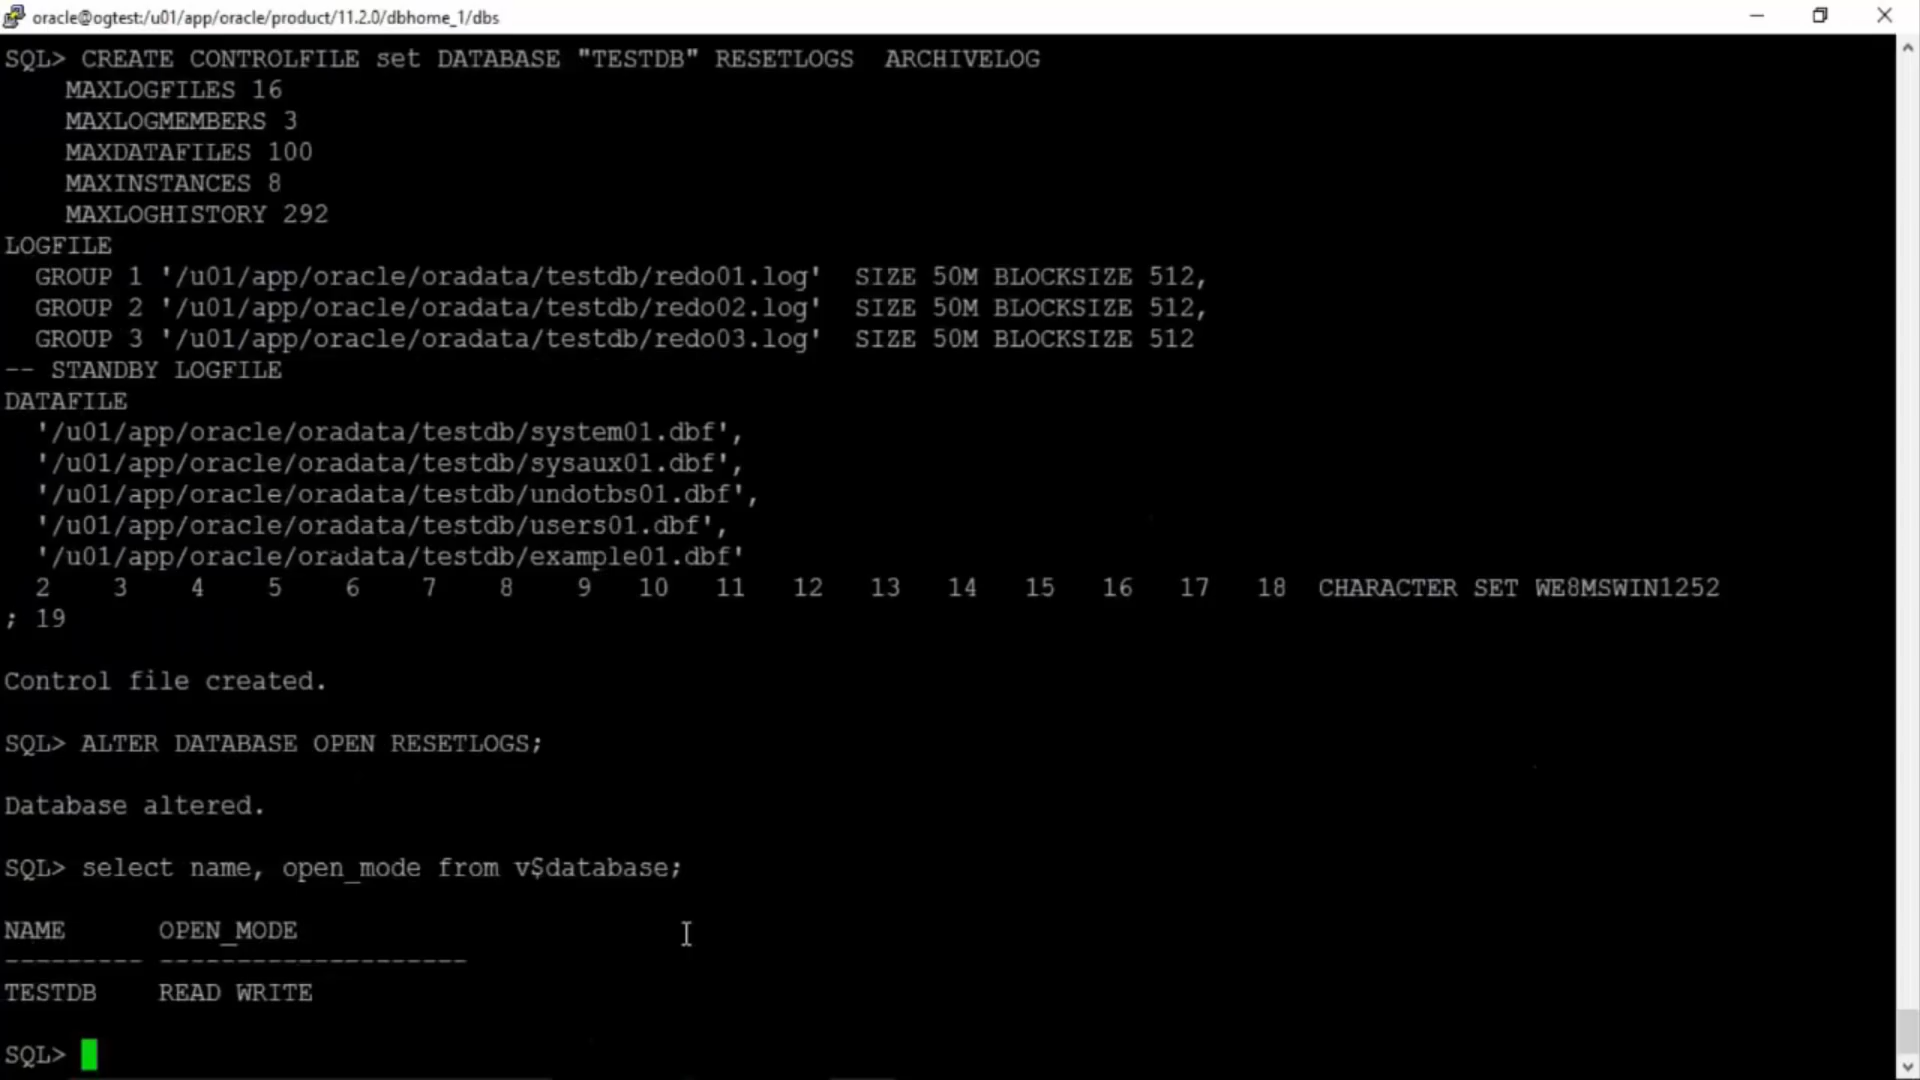 oracle@ogtest:/u01/app/oracle/product/11.2.0/dbhome_1/dbs
SQL> CREATE CONTROLFILE set DATABASE "TESTDB" RESETLOGS  ARCHIVELOG
    MAXLOGFILES 16
    MAXLOGMEMBERS 3
    MAXDATAFILES 100
    MAXINSTANCES 8
    MAXLOGHISTORY 292
LOGFILE
  GROUP 1 '/u01/app/oracle/oradata/testdb/redo01.log'  SIZE 50M BLOCKSIZE 512,
  GROUP 2 '/u01/app/oracle/oradata/testdb/redo02.log'  SIZE 50M BLOCKSIZE 512,
  GROUP 3 '/u01/app/oracle/oradata/testdb/redo03.log'  SIZE 50M BLOCKSIZE 512
-- STANDBY LOGFILE
DATAFILE
  '/u01/app/oracle/oradata/testdb/system01.dbf',
  '/u01/app/oracle/oradata/testdb/sysaux01.dbf',
  '/u01/app/oracle/oradata/testdb/undotbs01.dbf',
  '/u01/app/oracle/oradata/testdb/users01.dbf',
  '/u01/app/oracle/oradata/testdb/example01.dbf'
  2    3    4    5    6    7    8    9   10   11   12   13   14   15   16   17   18  CHARACTER SET WE8MSWIN1252
; 19
Control file created.
SQL> ALTER DATABASE OPEN RESETLOGS;
Database altered.
SQL> select name, open_mode from v$database;
NAME      OPEN_MODE
--------- --------------------
TESTDB    READ WRITE
SQL>